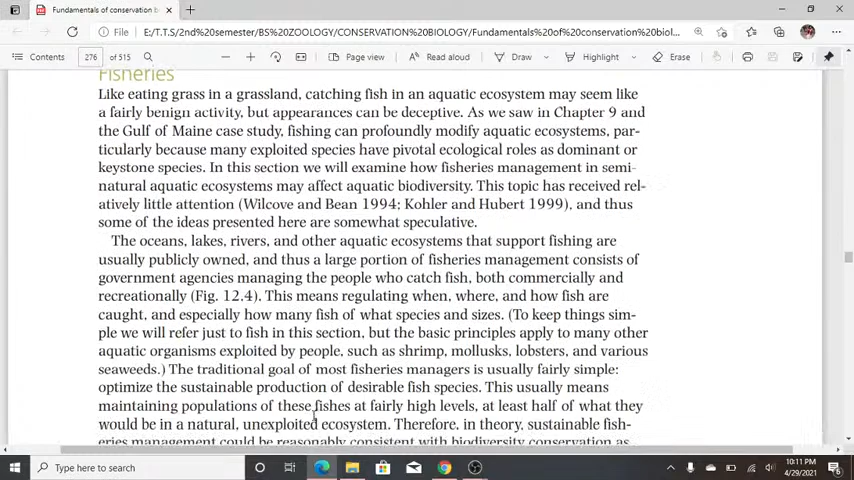 Fundamentals of conservation b
File
E:/T.T.S/2nd%20semester/BS%20ZOOLOGY/CONSERVATION%20BIOLOGY/Fundamentals%20of%20conservation%20biol...
Contents
276
of 515
Page view
Read aloud
Draw
Highlight
Erase
Fisheries
Like eating grass in a grassland, catching fish in an aquatic ecosystem may seem like
a fairly benign activity, but appearances can be deceptive. As we saw in Chapter 9 and
the Gulf of Maine case study, fishing can profoundly modify aquatic ecosystems, par-
ticularly because many exploited species have pivotal ecological roles as dominant or
keystone species. In this section we will examine how fisheries management in semi-
natural aquatic ecosystems may affect aquatic biodiversity. This topic has received rel-
atively little attention (Wilcove and Bean 1994; Kohler and Hubert 1999), and thus
some of the ideas presented here are somewhat speculative.
The oceans, lakes, rivers, and other aquatic ecosystems that support fishing are
usually publicly owned, and thus a large portion of fisheries management consists of
government agencies managing the people who catch fish, both commercially and
recreationally (Fig. 12.4). This means regulating when, where, and how fish are
caught, and especially how many fish of what species and sizes. (To keep things sim-
ple we will refer just to fish in this section, but the basic principles apply to many other
aquatic organisms exploited by people, such as shrimp, mollusks, lobsters, and various
seaweeds.) The traditional goal of most fisheries managers is usually fairly simple:
optimize the sustainable production of desirable fish species. This usually means
maintaining populations of these fishes at fairly high levels, at least half of what they
would be in a natural, unexploited ecosystem. Therefore, in theory, sustainable fish-
eries management could be reasonably consistent with biodiversity conservation as
Type here to search
10:11 PM
4/29/2021